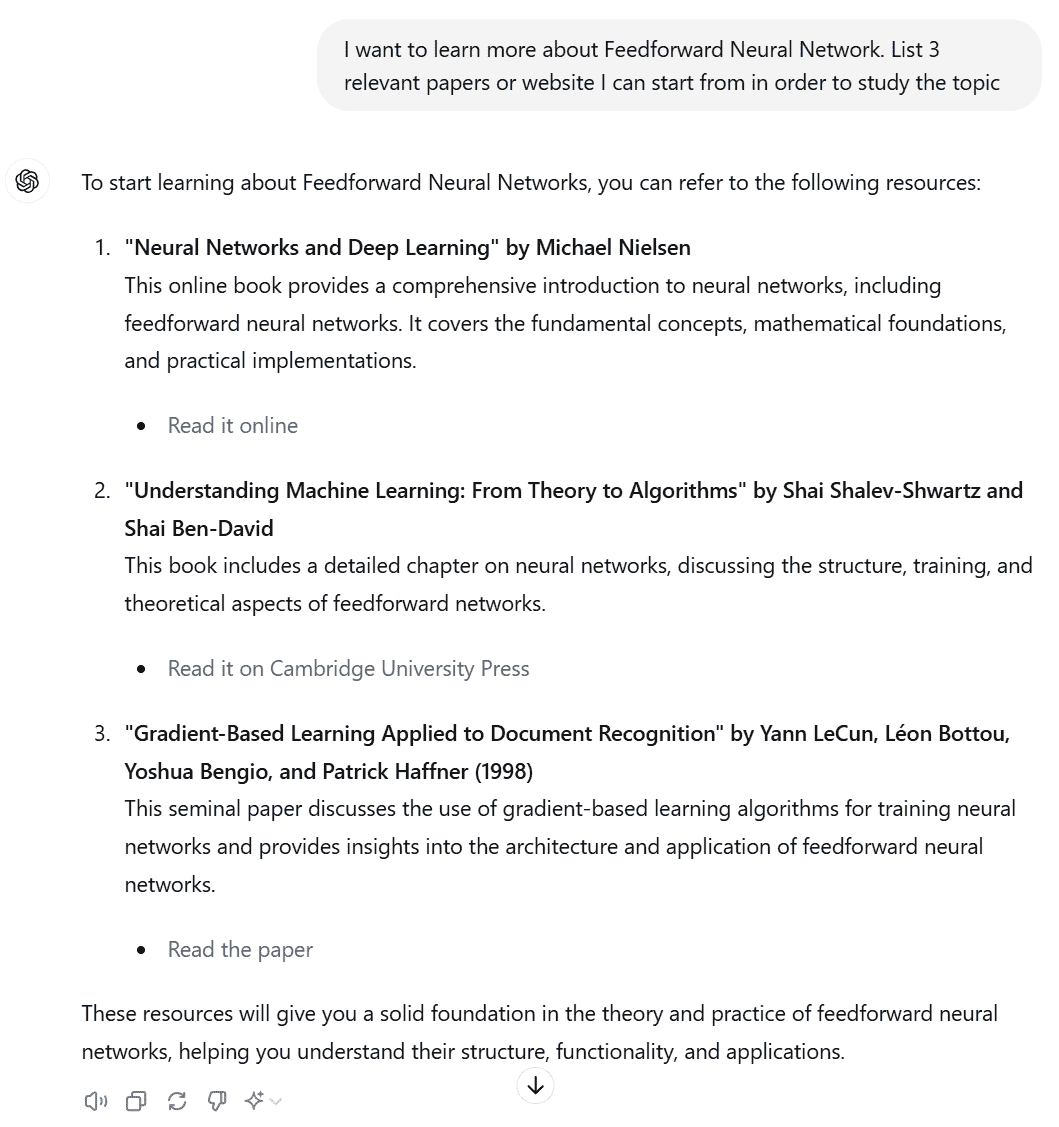 I want to learn more about Feedforward Neural Network. List 3
relevant papers or website I can start from in order to study the topic
To start learning about Feedforward Neural Networks, you can refer to the following resources:
1. "Neural Networks and Deep Learning" by Michael Nielsen
This online book provides a comprehensive introduction to neural networks, including
feedforward neural networks. It covers the fundamental concepts, mathematical foundations,
and practical implementations.
• Read it online
2. "Understanding Machine Learning: From Theory to Algorithms" by Shai Shalev-Shwartz and
Shai Ben-David
This book includes a detailed chapter on neural networks, discussing the structure, training, and
theoretical aspects of feedforward networks.
• Read it on Cambridge University Press
3. "Gradient-Based Learning Applied to Document Recognition" by Yann LeCun, Léon Bottou,
Yoshua Bengio, and Patrick Haffner (1998)
This seminal paper discusses the use of gradient-based learning algorithms for training neural
networks and provides insights into the architecture and application of feedforward neural
networks.
• Read the paper
These resources will give you a solid foundation in the theory and practice of feedforward neural
networks, helping you understand their structure, functionality, and applications.